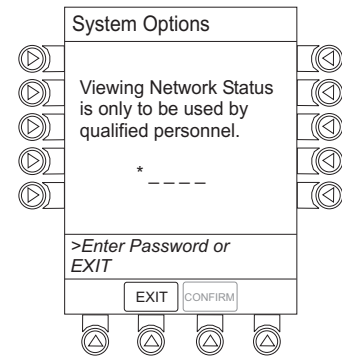 System Options
Viewing Network Status
is only to be used by
qualified personnel.
* _ _ _ _
>Enter Password or
EXIT
EXIT CONFIRM